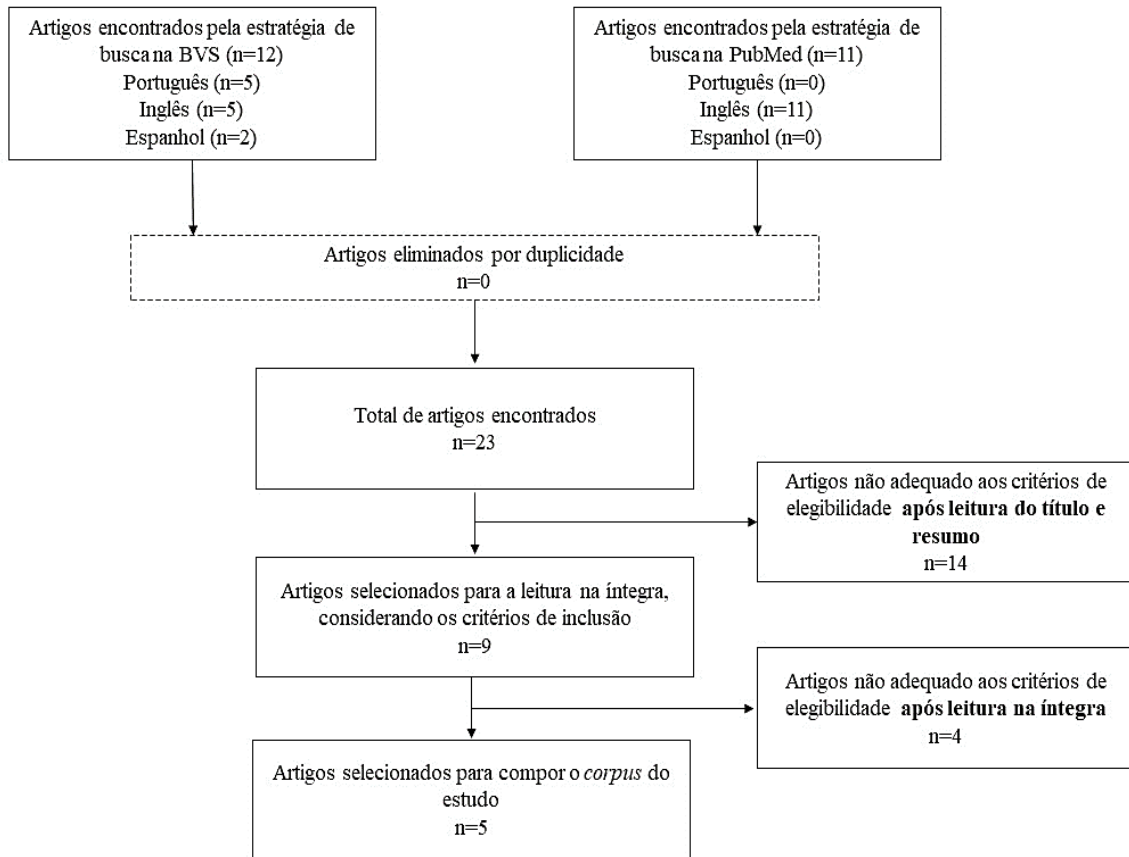 Artigos encontrados pela estratégia de
busca na BVS (n=12)
Português (n=5)
Inglês (n=5)
Espanhol (n=2)
Artigos encontrados pela estratégia de
busca na PubMed (n=11)
Português (n=0)
Inglês (n=11)
Espanhol (n=0)
Artigos eliminados por duplicidade
n=0
Total de artigos encontrados
n=23
Artigos não adequado aos critérios de
elegibilidade após leitura do título e
resumo
n=14
Artigos selecionados para a leitura na íntegra,
considerando os critérios de inclusão
n=9
Artigos não adequado aos critérios de
elegibilidade após leitura na íntegra
n=4
Artigos selecionados para compor o corpus do
estudo
n=5